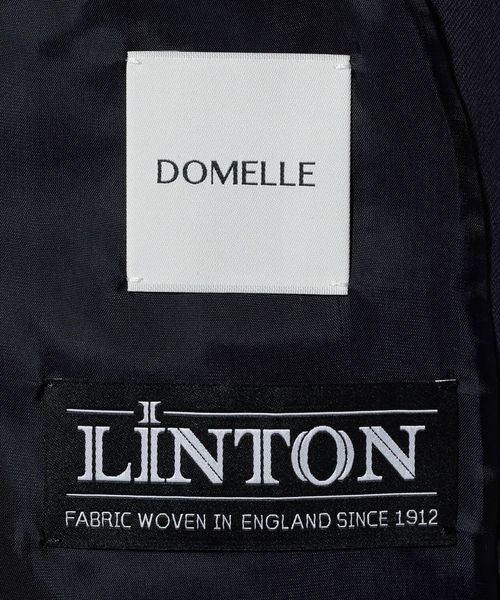 DOMELLE
LINTON
FABRIC WOVEN IN ENGLAND SINCE 1912